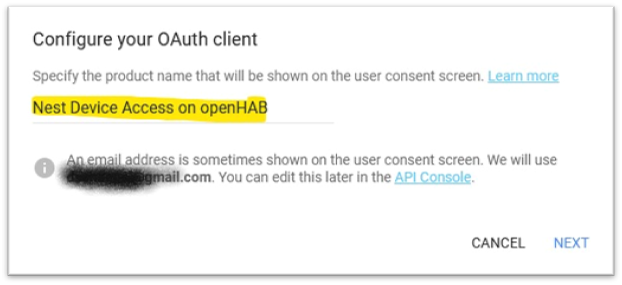 Configure your OAuth client
Specify the product name that will be shown on the user consent screen. Learn more
Nest Device Access on openHAB
An email address is sometimes shown on the user consent screen. We will use
gmail.com. You can edit this later in the API Console.
CANCEL NEXT